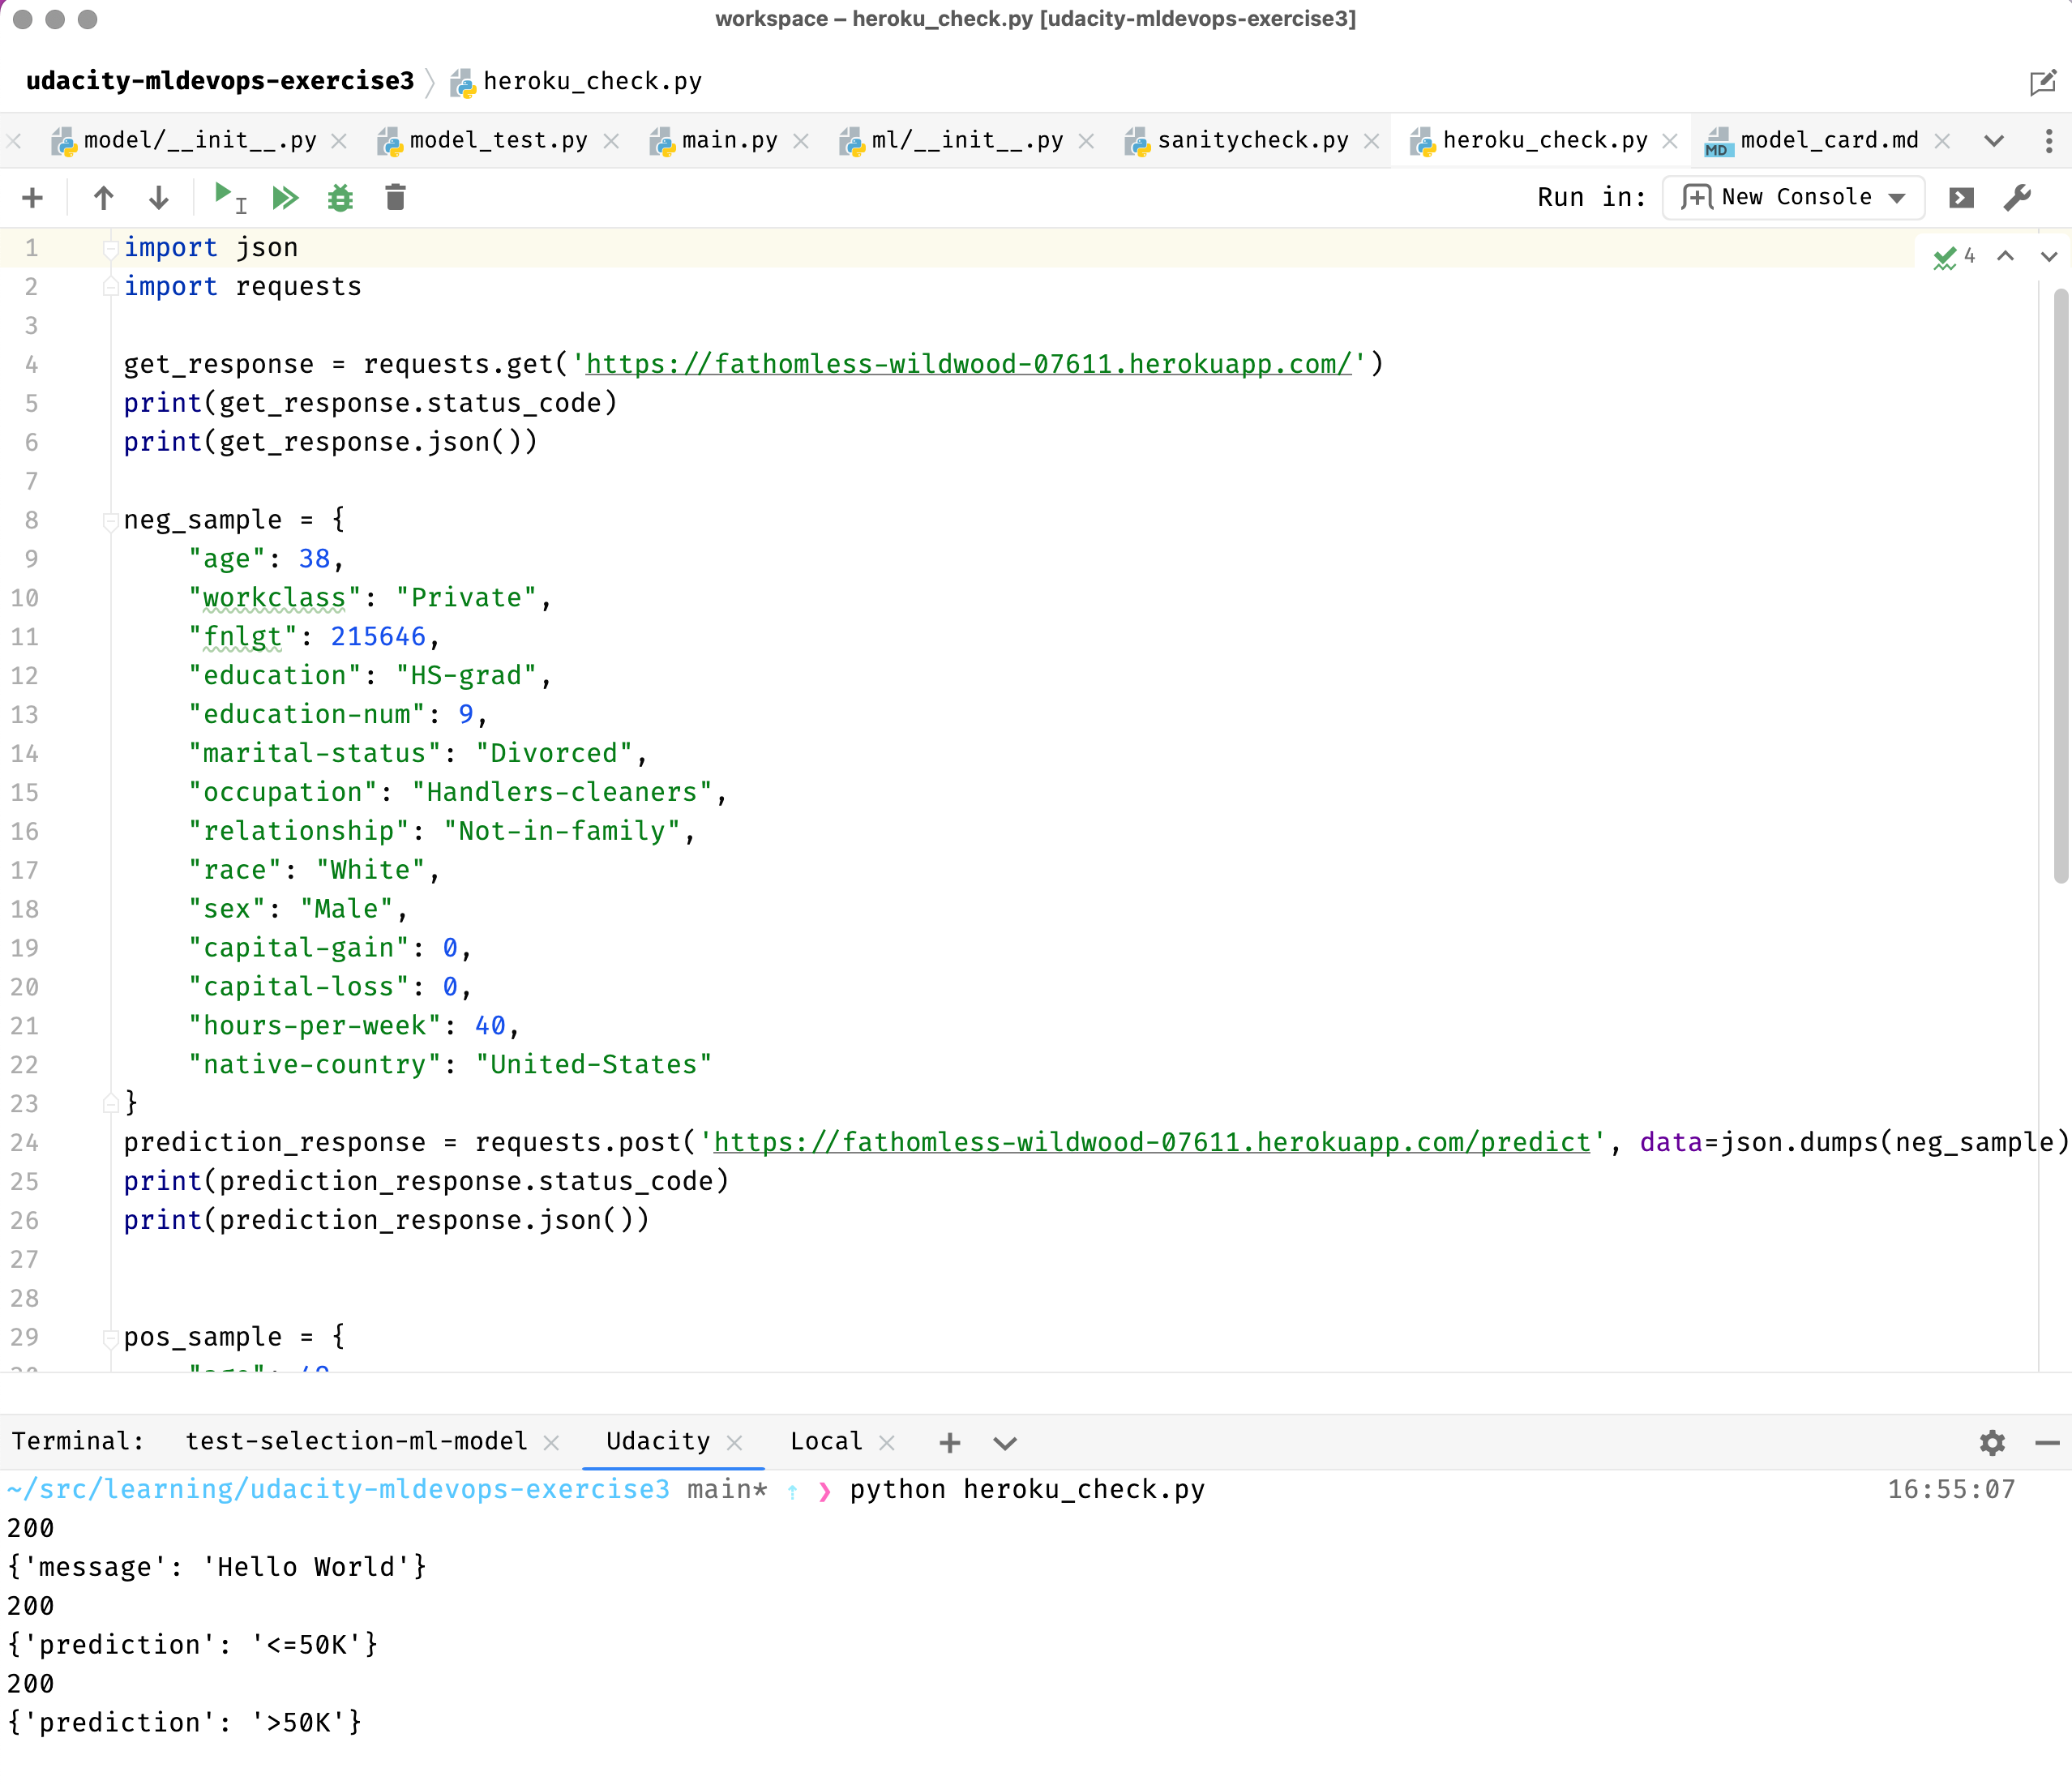 workspace – heroku_check.py [udacity-mldevops-exercise3]
udacity-mldevops-exercise3 heroku_check.py
model/__init__.py model_test.py main.py ml/__init__.py sanitycheck.py heroku_check.py MD model_card.md
Run in: New Console
1 import json
4
2 import requests
3
4 get_response = requests.get('https://fathomless-wildwood-07611.herokuapp.com/')
5 print(get_response.status_code)
6 print(get_response.json())
7
8 neg_sample = {
9 "age": 38,
10 "workclass": "Private",
11 "fnlgt": 215646,
12 "education": "HS-grad",
13 "education-num": 9,
14 "marital-status": "Divorced",
15 "occupation": "Handlers-cleaners",
16 "relationship": "Not-in-family",
17 "race": "White",
18 "sex": "Male",
19 "capital-gain": 0,
20 "capital-loss": 0,
21 "hours-per-week": 40,
22 "native-country": "United-States"
23 }
24 prediction_response = requests.post('https://fathomless-wildwood-07611.herokuapp.com/predict', data=json.dumps(neg_sample)
25 print(prediction_response.status_code)
26 print(prediction_response.json())
27
28
29 pos_sample = {
Terminal: test-selection-ml-model Udacity Local
~/src/learning/udacity-mldevops-exercise3 main* ⇡ ❯ python heroku_check.py 16:55:07
200
{'message': 'Hello World'}
200
{'prediction': '<=50K'}
200
{'prediction': '>50K'}